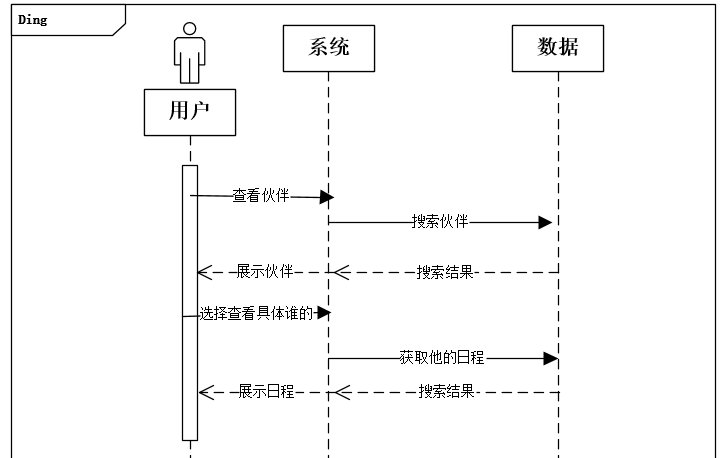 Ding
系统
数据
用户
查看伙伴
搜索伙伴
展示伙伴
搜索结果
选择查看具体谁的
获取他的日程
展示日程
搜索结果